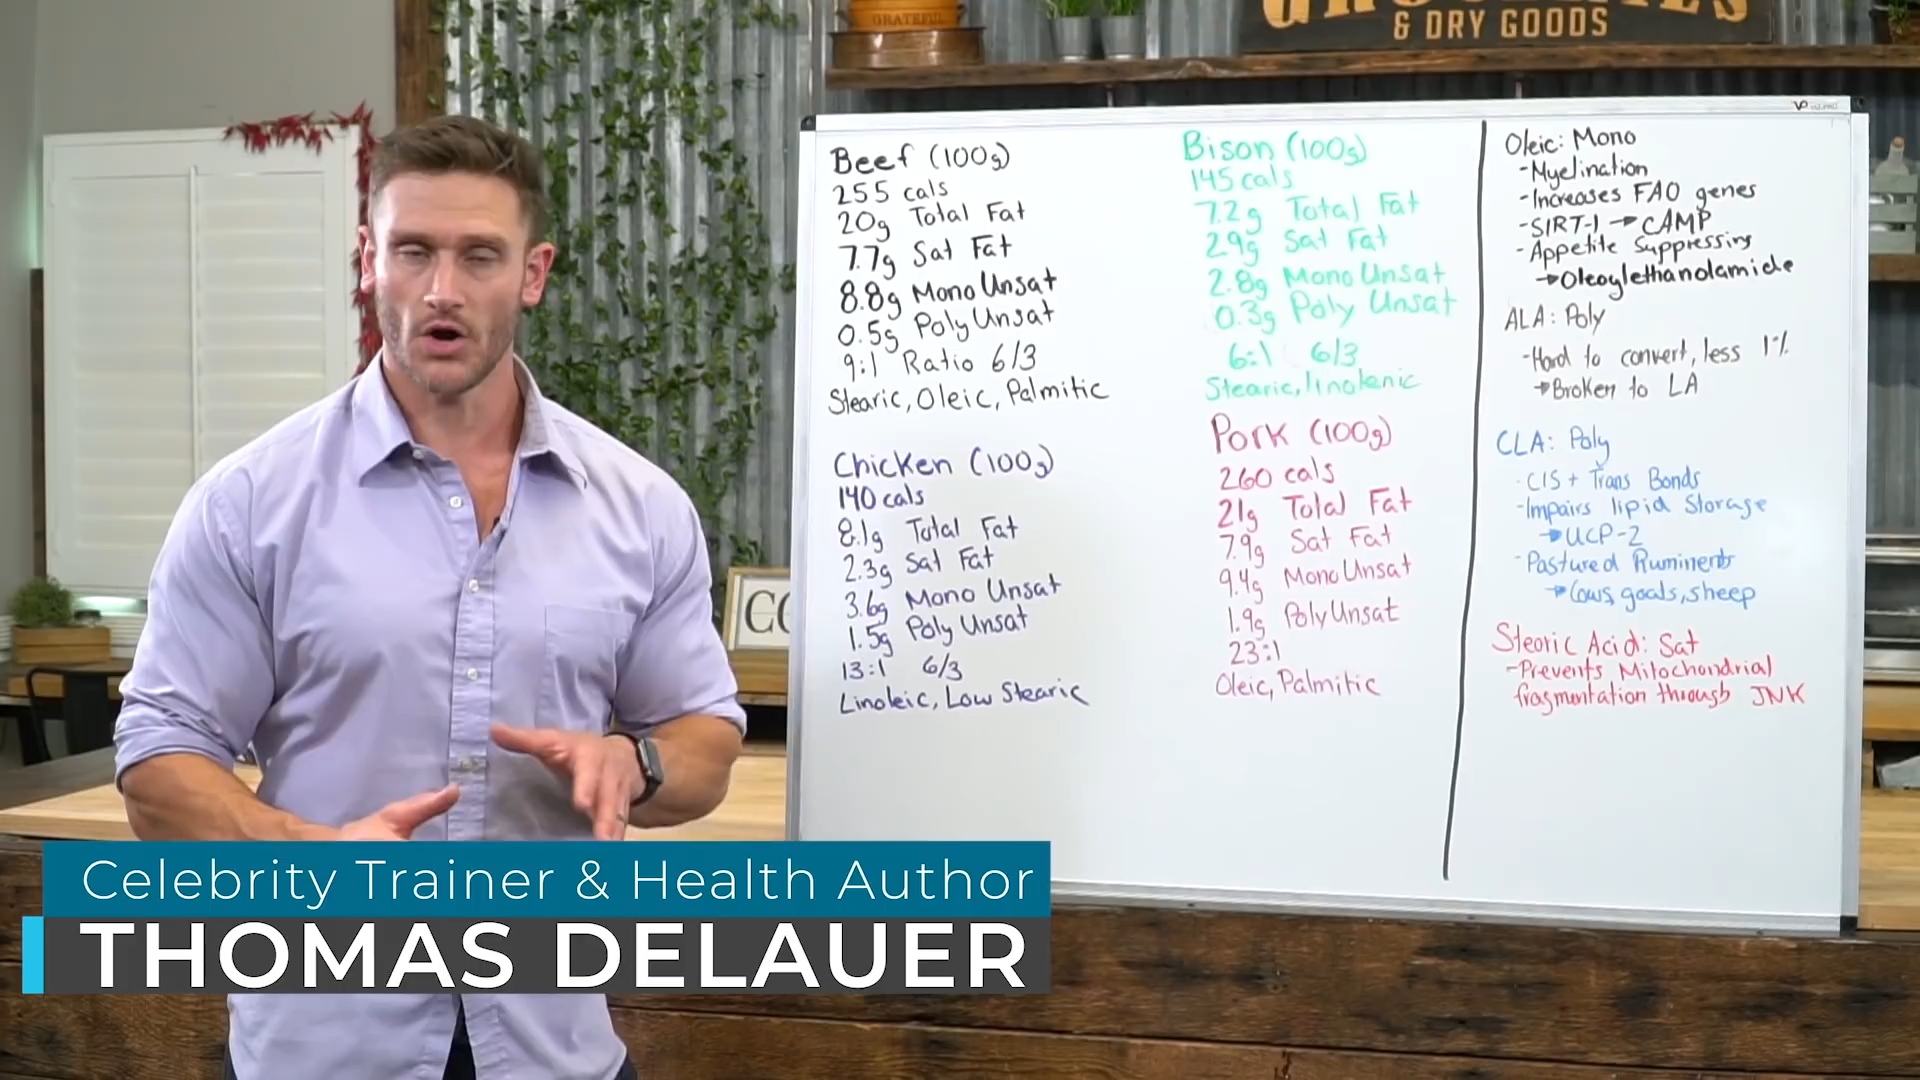 GRATEFUL
GROCERIES
& DRY GOODS
Beef (100g)
255 cals
20g Total Fat
7.7g Sat Fat
8.8g Mono Unsat
0.5g Poly Unsat
9:1 Ratio 6/3
Stearic, Oleic, Palmitic
Chicken (100g)
140 cals
8.1g Total Fat
2.3g Sat Fat
3.6g Mono Unsat
1.5g Poly Unsat
13:1 6/3
Linoleic, Low Stearic
Bison (100g)
145 cals
7.2g Total Fat
2.9g Sat Fat
2.8g Mono Unsat
0.3g Poly Unsat
6:1 6/3
Stearic, linolenic
Pork (100g)
260 cals
21g Total Fat
7.9g Sat Fat
9.4g Mono Unsat
1.9g Poly Unsat
23:1
Oleic, Palmitic
Oleic: Mono
-Myelination
-Increases FAO genes
-SIRT-1 → CAMP
-Appetite Suppressing
→Oleoylethanolamide
ALA: Poly
-Hard to convert, less 1%
→Broken to LA
CLA: Poly
-CIS + Trans Bonds
-Impairs lipid Storage
→UCP-2
-Pastured Ruminents
→Cows, goats, sheep
Stearic Acid: Sat
-Prevents Mitochondrial
fragmentation through JNK
CO
Celebrity Trainer & Health Author
THOMAS DELAUER